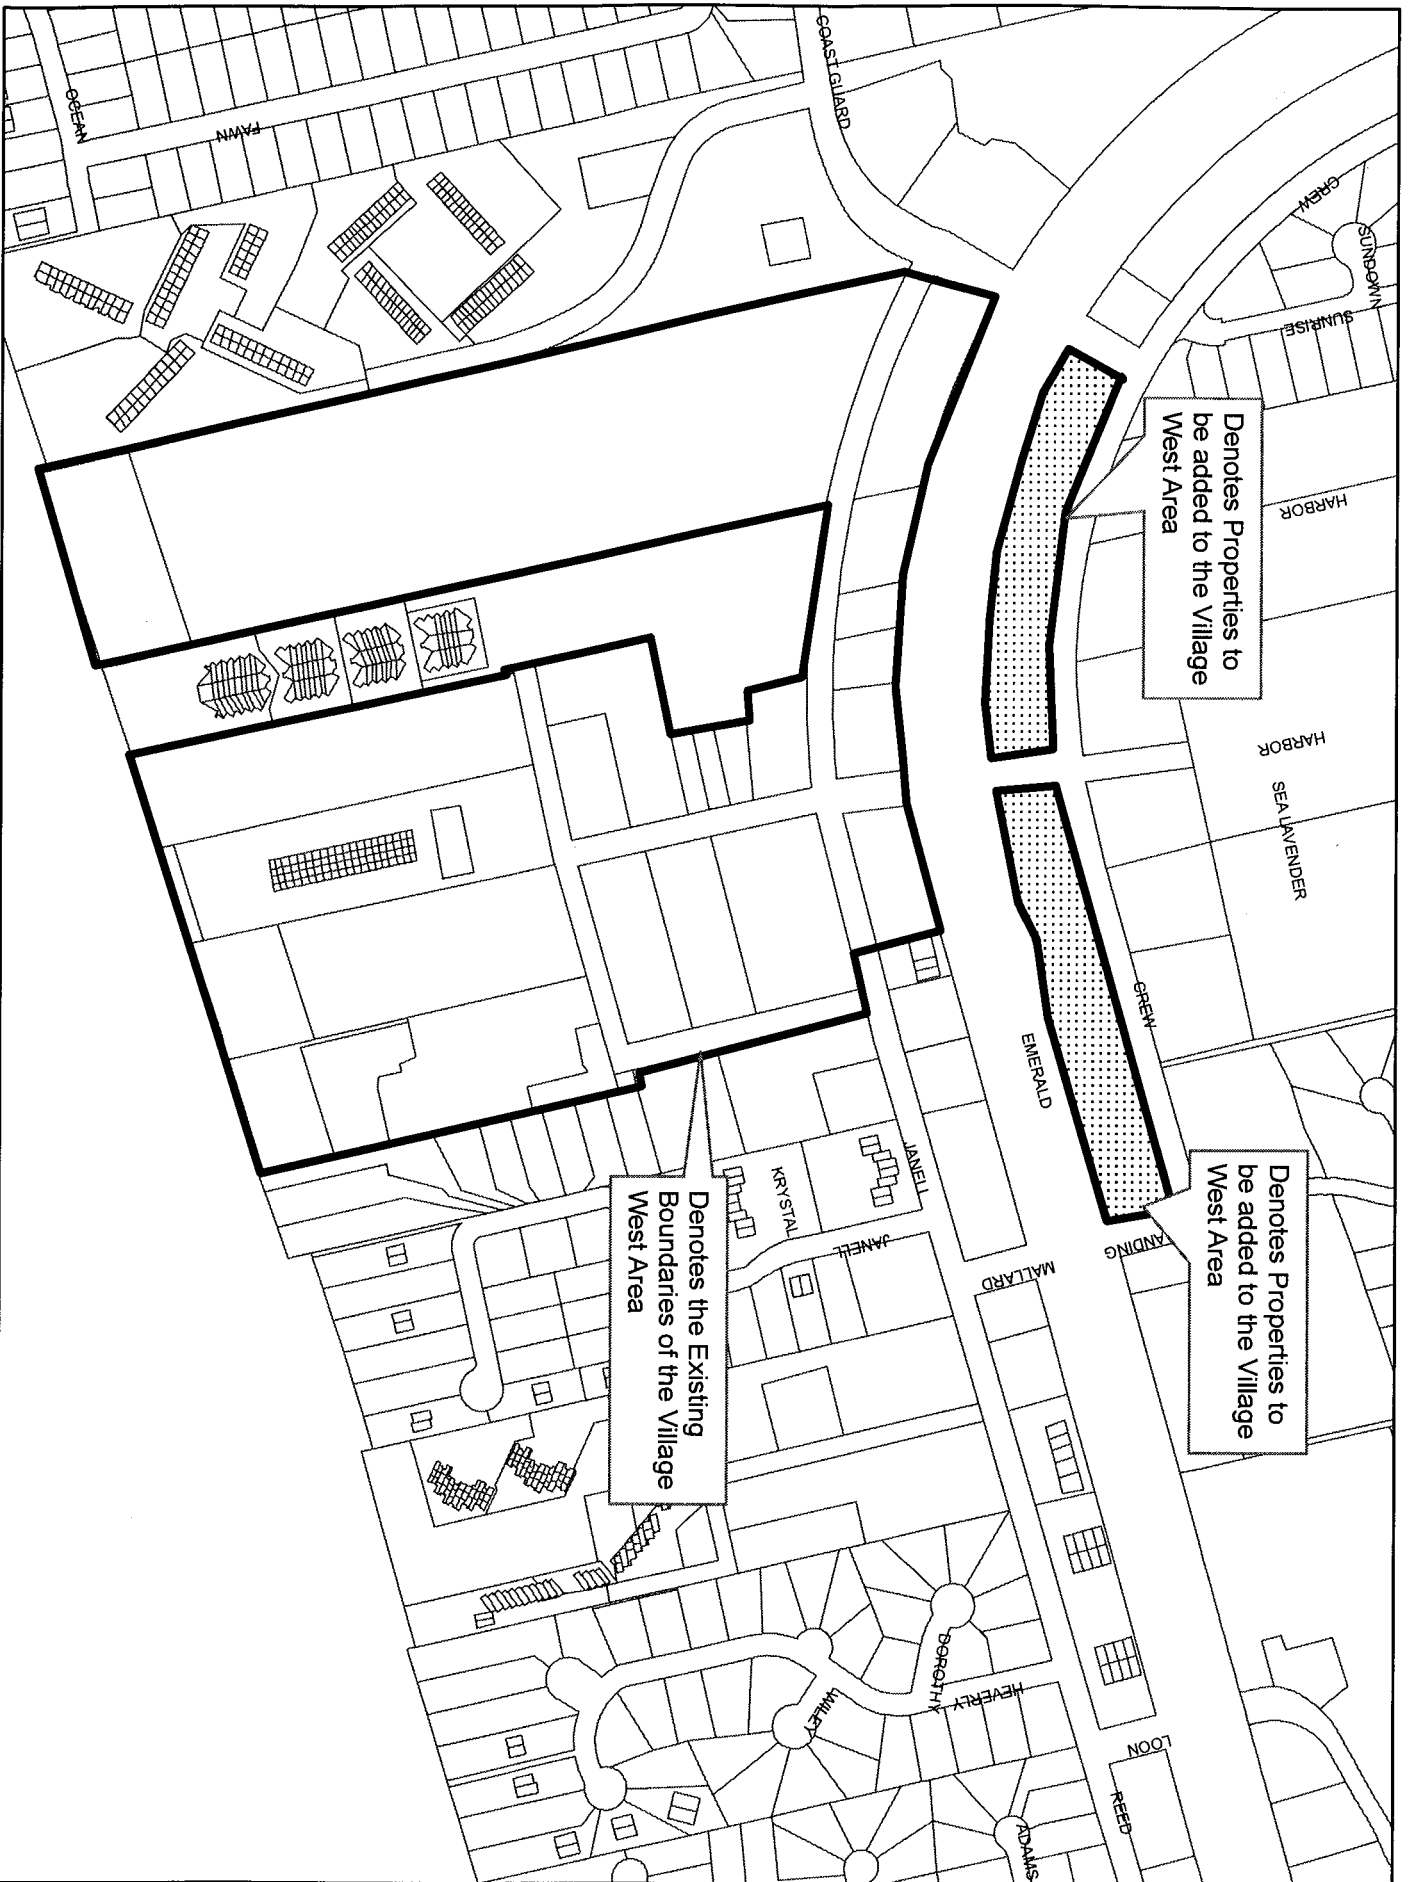 COAST GUARD
OCEAN
FAWN
CREW
SUNDOWN
SUNRISE
Denotes Properties to
be added to the Village
West Area
HARBOR
HARBOR
SEA LAVENDER
CREW
EMERALD
Denotes Properties to
be added to the Village
West Area
ANDING
MALLARD
JANELL
JANELL
KRYSTAL
Denotes the Existing
Boundaries of the Village
West Area
DOROTHY
HEVERLY
WILEY
LOON
REED
ADAMS